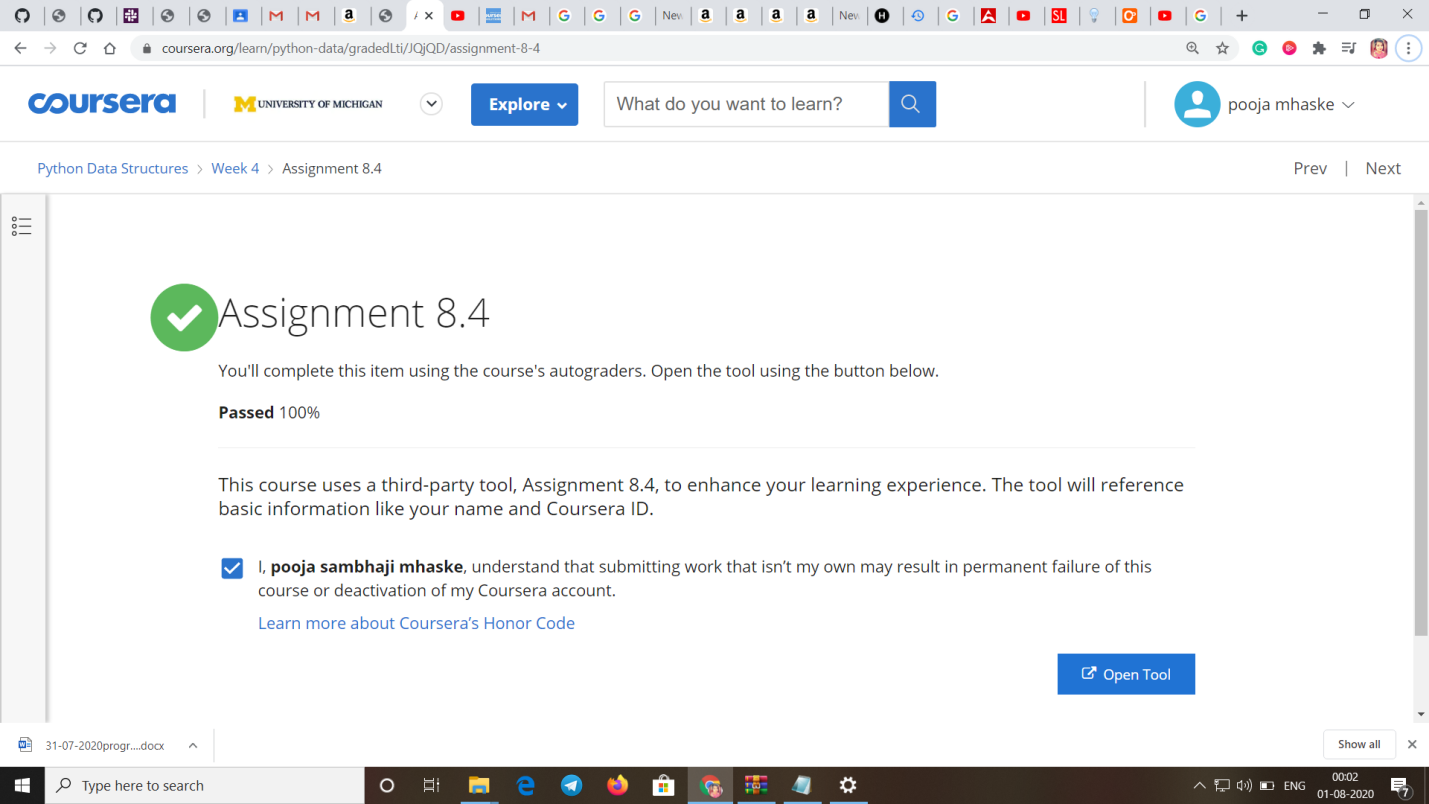 New
New
coursera.org/learn/python-data/gradedLti/JQjQD/assignment-8-4
coursera
UNIVERSITY OF MICHIGAN
Explore
What do you want to learn?
pooja mhaske
Python Data Structures > Week 4 > Assignment 8.4
Prev | Next
Assignment 8.4
You'll complete this item using the course's autograders. Open the tool using the button below.
Passed 100%
This course uses a third-party tool, Assignment 8.4, to enhance your learning experience. The tool will reference
basic information like your name and Coursera ID.
I, pooja sambhaji mhaske, understand that submitting work that isn't my own may result in permanent failure of this
course or deactivation of my Coursera account.
Learn more about Coursera's Honor Code
Open Tool
31-07-2020progr....docx
Show all
Type here to search
ENG
00:02
01-08-2020
7